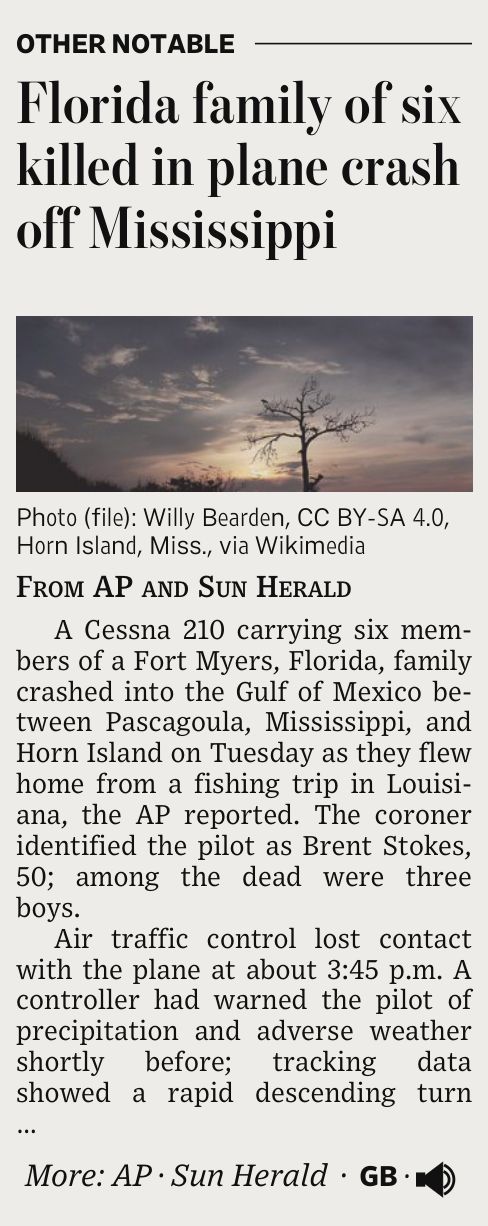 OTHER NOTABLE
Florida family of six
killed in plane crash
off Mississippi
Photo (file): Willy Bearden, CC BY-SA 4.0,
Horn Island, Miss., via Wikimedia
FROM AP AND SUN HERALD
A Cessna 210 carrying six mem-
bers of a Fort Myers, Florida, family
crashed into the Gulf of Mexico be-
tween Pascagoula, Mississippi, and
Horn Island on Tuesday as they flew
home from a fishing trip in Louisi-
ana, the AP reported. The coroner
identified the pilot as Brent Stokes,
50; among the dead were three
boys.
Air traffic control lost contact
with the plane at about 3:45 p.m. A
controller had warned the pilot of
precipitation and adverse weather
shortly before; tracking data
showed a rapid descending turn
...
More: AP · Sun Herald · GB ·